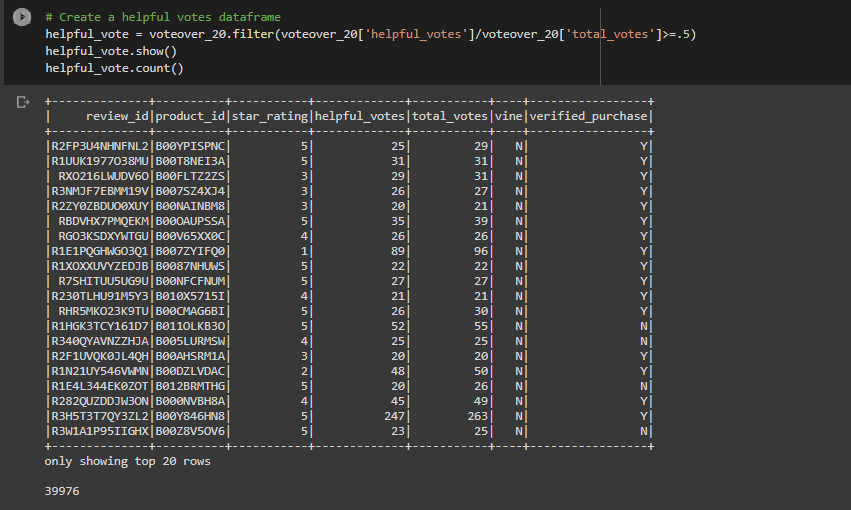 # Create a helpful votes dataframe
helpful_vote = voteover_20.filter(voteover_20['helpful_votes']/voteover_20['total_votes']>=.5)
helpful_vote.show()
helpful_vote.count()
+--------------+----------+-----------+-------------+-----------+----+-----------------+
|     review_id|product_id|star_rating|helpful_votes|total_votes|vine|verified_purchase|
+--------------+----------+-----------+-------------+-----------+----+-----------------+
|R2FP3U4NHNFNL2|B00YPISPNC|          5|           25|         29|   N|                Y|
|R1UUK1977O38MU|B00T8NEI3A|          5|           31|         31|   N|                Y|
| RXO216LWUDV6O|B00FLTZ2ZS|          3|           29|         31|   N|                Y|
|R3NMJF7EBMM19V|B007SZ4XJ4|          3|           26|         27|   N|                Y|
|R2ZY0ZBDUO0XUY|B00NAINBM8|          3|           20|         21|   N|                Y|
| RBDVHX7PMQEKM|B00OAUPSSA|          5|           35|         39|   N|                Y|
| RGO3KSDXYWTGU|B00V65XX0C|          4|           26|         26|   N|                Y|
|R1E1PQGHWGO3Q1|B007ZYIFQ0|          1|           89|         96|   N|                Y|
|R1XOXXUVYZEDJB|B0087NHUWS|          5|           22|         22|   N|                Y|
| R7SHITUU5UG9U|B00NFCFNUM|          5|           27|         27|   N|                Y|
|R230TLHU91M5Y3|B010X5715I|          4|           21|         21|   N|                Y|
| RHR5MKO23K9TU|B00CMAG6BI|          5|           26|         30|   N|                Y|
|R1HGK3TCY161D7|B011OLKB3O|          5|           52|         55|   N|                N|
|R340QYAVNZZHJA|B005LURMSW|          4|           25|         25|   N|                N|
|R2F1UVQK0JL4QH|B00AHSRM1A|          3|           20|         20|   N|                Y|
|R1N21UY546VWMN|B00DZLVDAC|          2|           48|         50|   N|                Y|
|R1E4L344EK0ZOT|B012BRMTHG|          5|           20|         26|   N|                N|
|R282QUZDDJW3ON|B000NVBH8A|          4|           45|         49|   N|                Y|
|R3H5T3T7QY3ZL2|B00Y846HN8|          5|          247|        263|   N|                Y|
|R3W1A1P95IIGHX|B00Z8V5OV6|          5|           23|         25|   N|                N|
+--------------+----------+-----------+-------------+-----------+----+-----------------+
only showing top 20 rows
39976